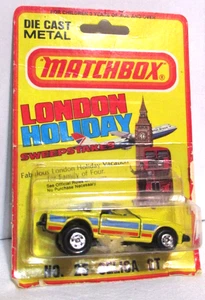 DIE CAST
METAL
MATCHBOX
LONDON
HOLIDAY
SWEEPSTAKES
Fabulous London Holiday Vacation
for Family of Four.
See Official Rules
No Purchase Necessary
NO. CELICA GT